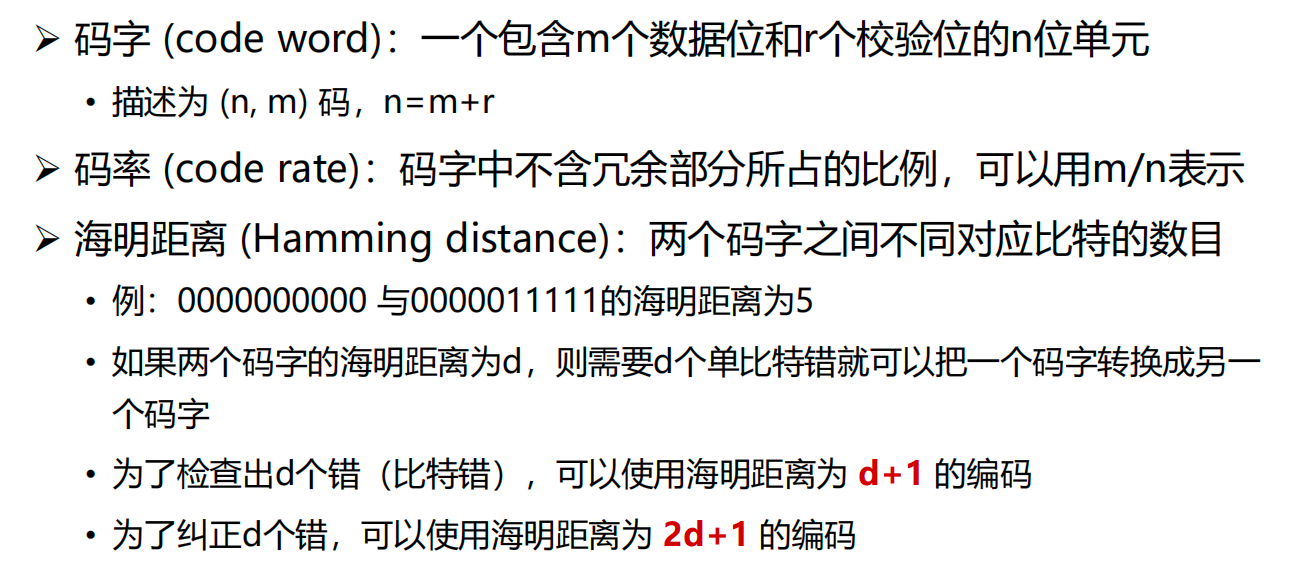 ➢ 码字 (code word)：一个包含m个数据位和r个校验位的n位单元
• 描述为 (n, m) 码，n=m+r
➢ 码率 (code rate)：码字中不含冗余部分所占的比例，可以用m/n表示
➢ 海明距离 (Hamming distance)：两个码字之间不同对应比特的数目
• 例：0000000000 与0000011111的海明距离为5
• 如果两个码字的海明距离为d，则需要d个单比特错就可以把一个码字转换成另一
个码字
• 为了检查出d个错（比特错），可以使用海明距离为 d+1 的编码
• 为了纠正d个错，可以使用海明距离为 2d+1 的编码